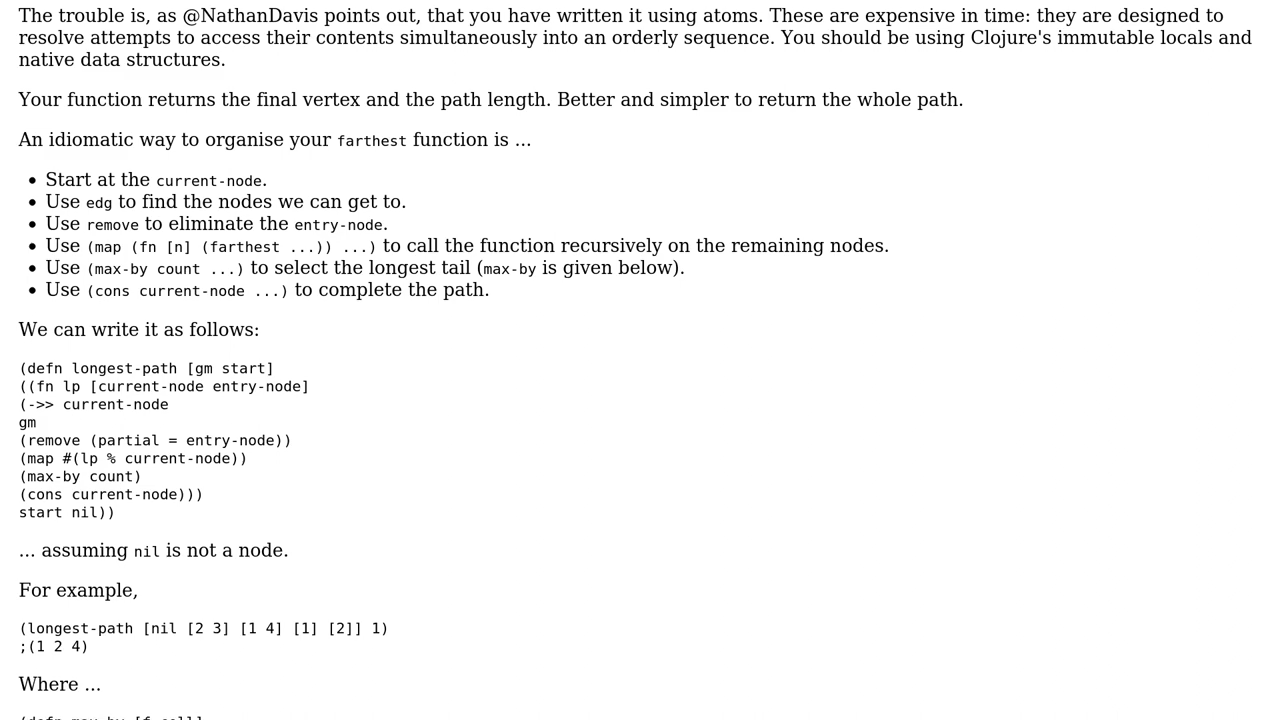 The trouble is, as @NathanDavis points out, that you have written it using atoms. These are expensive in time: they are designed to
resolve attempts to access their contents simultaneously into an orderly sequence. You should be using Clojure's immutable locals and
native data structures.
Your function returns the final vertex and the path length. Better and simpler to return the whole path.
An idiomatic way to organise your farthest function is ...
• Start at the current-node.
• Use edg to find the nodes we can get to.
• Use remove to eliminate the entry-node.
• Use (map (fn [n] (farthest ...)) ...) to call the function recursively on the remaining nodes.
• Use (max-by count ...) to select the longest tail (max-by is given below).
• Use (cons current-node ...) to complete the path.
We can write it as follows:
(defn longest-path [gm start]
((fn lp [current-node entry-node]
(->> current-node
gm
(remove (partial = entry-node))
(map #(lp % current-node))
(max-by count)
(cons current-node)))
start nil))
... assuming nil is not a node.
For example,
(longest-path [nil [2 3] [1 4] [1] [2]] 1)
;(1 2 4)
Where ...
(defn max-by [f coll]